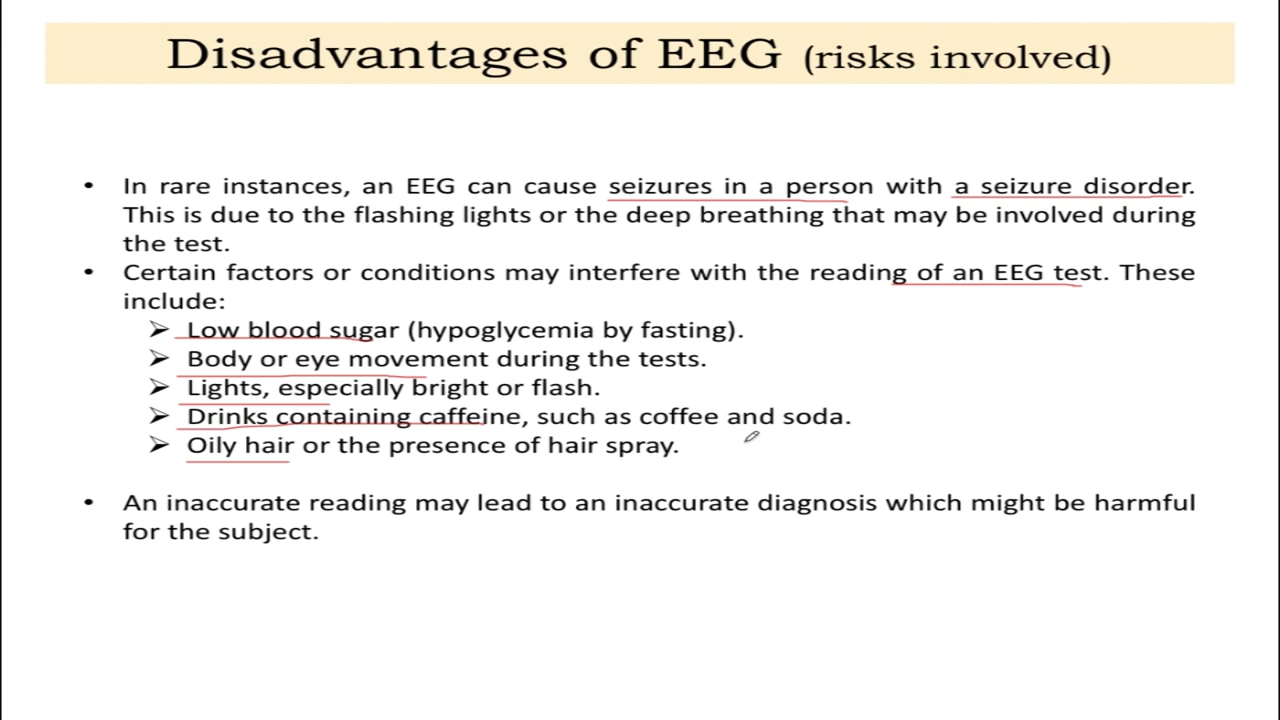 Disadvantages of EEG (risks involved)
• In rare instances, an EEG can cause seizures in a person with a seizure disorder.
This is due to the flashing lights or the deep breathing that may be involved during
the test.
• Certain factors or conditions may interfere with the reading of an EEG test. These
include:
➢ Low blood sugar (hypoglycemia by fasting).
➢ Body or eye movement during the tests.
➢ Lights, especially bright or flash.
➢ Drinks containing caffeine, such as coffee and soda.
➢ Oily hair or the presence of hair spray.
• An inaccurate reading may lead to an inaccurate diagnosis which might be harmful
for the subject.